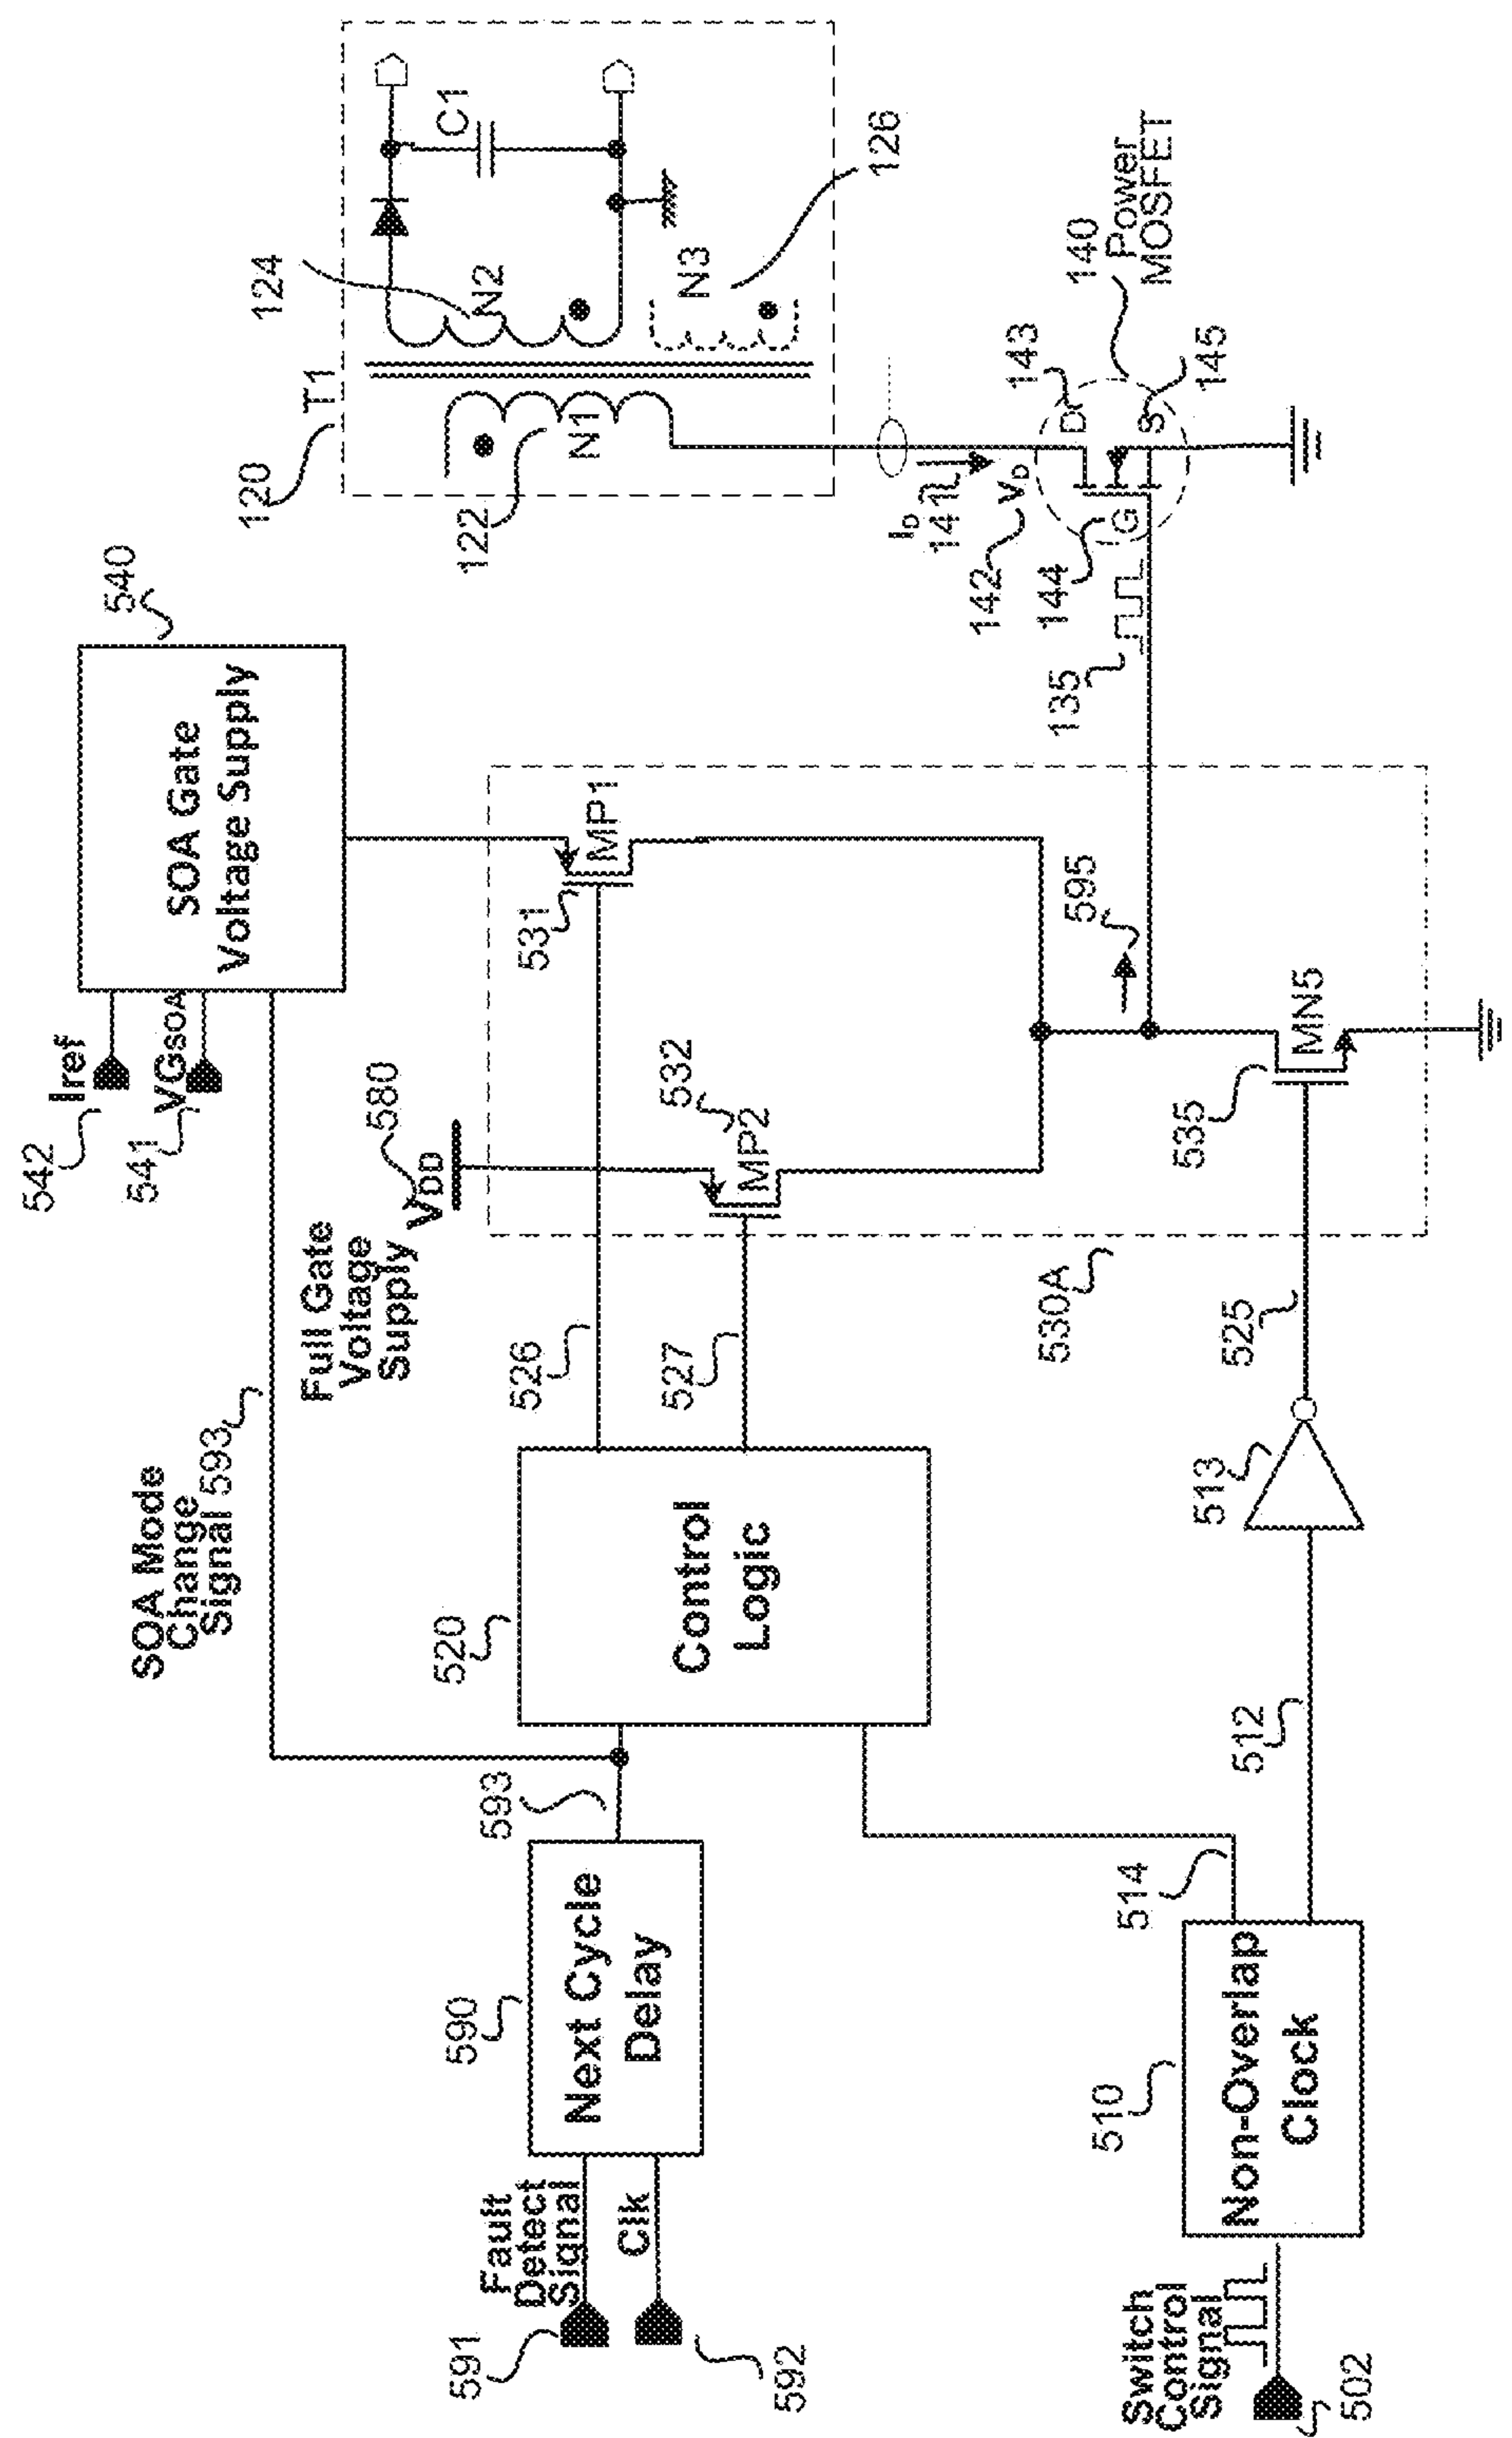 542
Iref
541
VGSOA
SOA Gate
Voltage Supply
540
SOA Mode
Change
Signal 593
Full Gate
Voltage
Supply
VDD
580
120
T1
122
N1
124
N2
C1
N3
126
591
Fault
Detect
Signal
Clk
592
590
Next Cycle
Delay
593
520
Control
Logic
526
527
531
MP1
532
MP2
530A
595
135
ID
141
142
VD
144
G
143
D
S
145
140
Power
MOSFET
Switch
Control
Signal
502
510
Non-Overlap
Clock
514
512
513
525
535
MN5